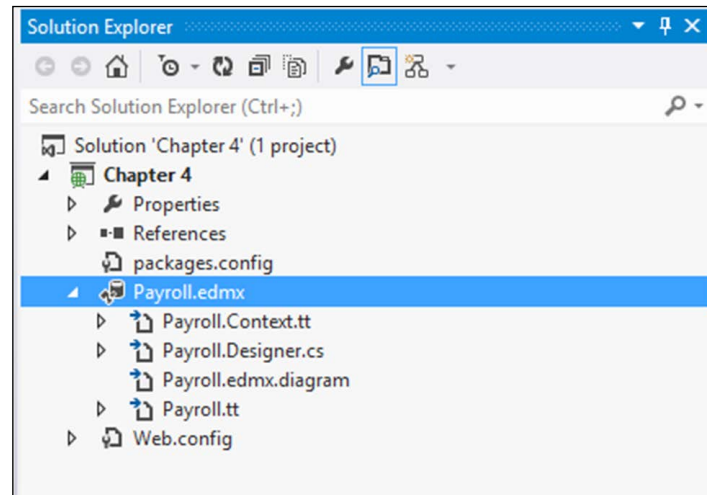 Solution Explorer
Search Solution Explorer (Ctrl+;)
Solution 'Chapter 4' (1 project)
Chapter 4
Properties
References
packages.config
Payroll.edmx
Payroll.Context.tt
Payroll.Designer.cs
Payroll.edmx.diagram
Payroll.tt
Web.config